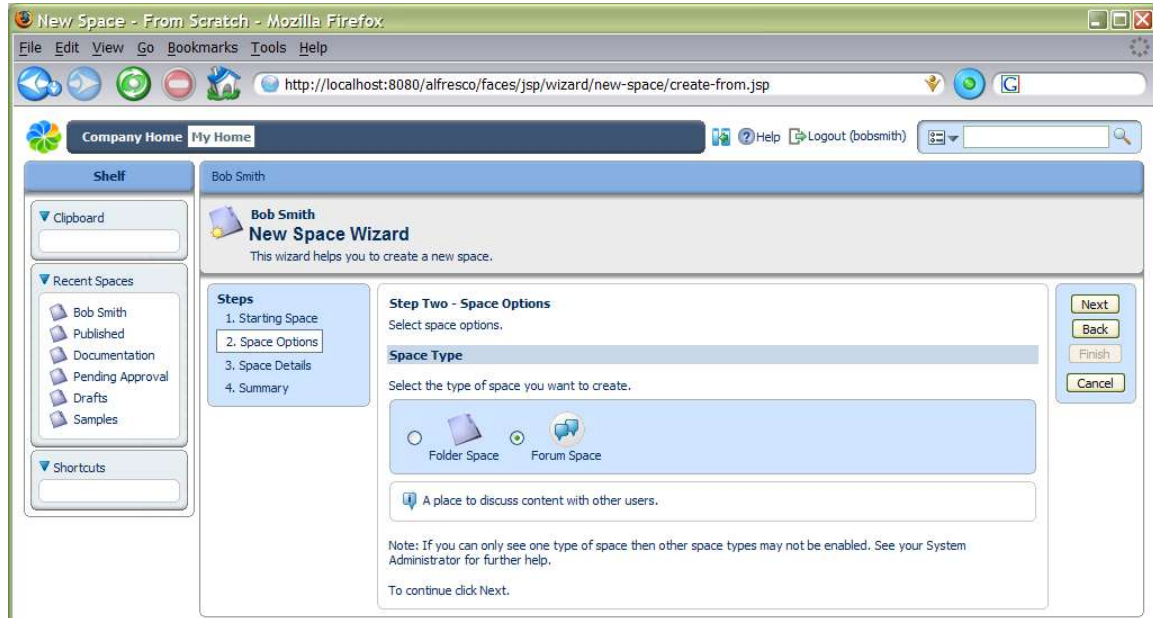 New Space - From Scratch - Mozilla Firefox
File Edit View Go Bookmarks Tools Help
http://localhost:8080/alfresco/faces/jsp/wizard/new-space/create-from.jsp
G
Company Home My Home
Help Logout (bobsmith)
Shelf
Bob Smith
Clipboard
Recent Spaces
Bob Smith
Published
Documentation
Pending Approval
Drafts
Samples
Shortcuts
Bob Smith
New Space Wizard
This wizard helps you to create a new space.
Steps
1. Starting Space
2. Space Options
3. Space Details
4. Summary
Step Two - Space Options
Select space options.
Space Type
Select the type of space you want to create.
Folder Space Forum Space
A place to discuss content with other users.
Note: If you can only see one type of space then other space types may not be enabled. See your System
Administrator for further help.
To continue click Next.
Next
Back
Finish
Cancel